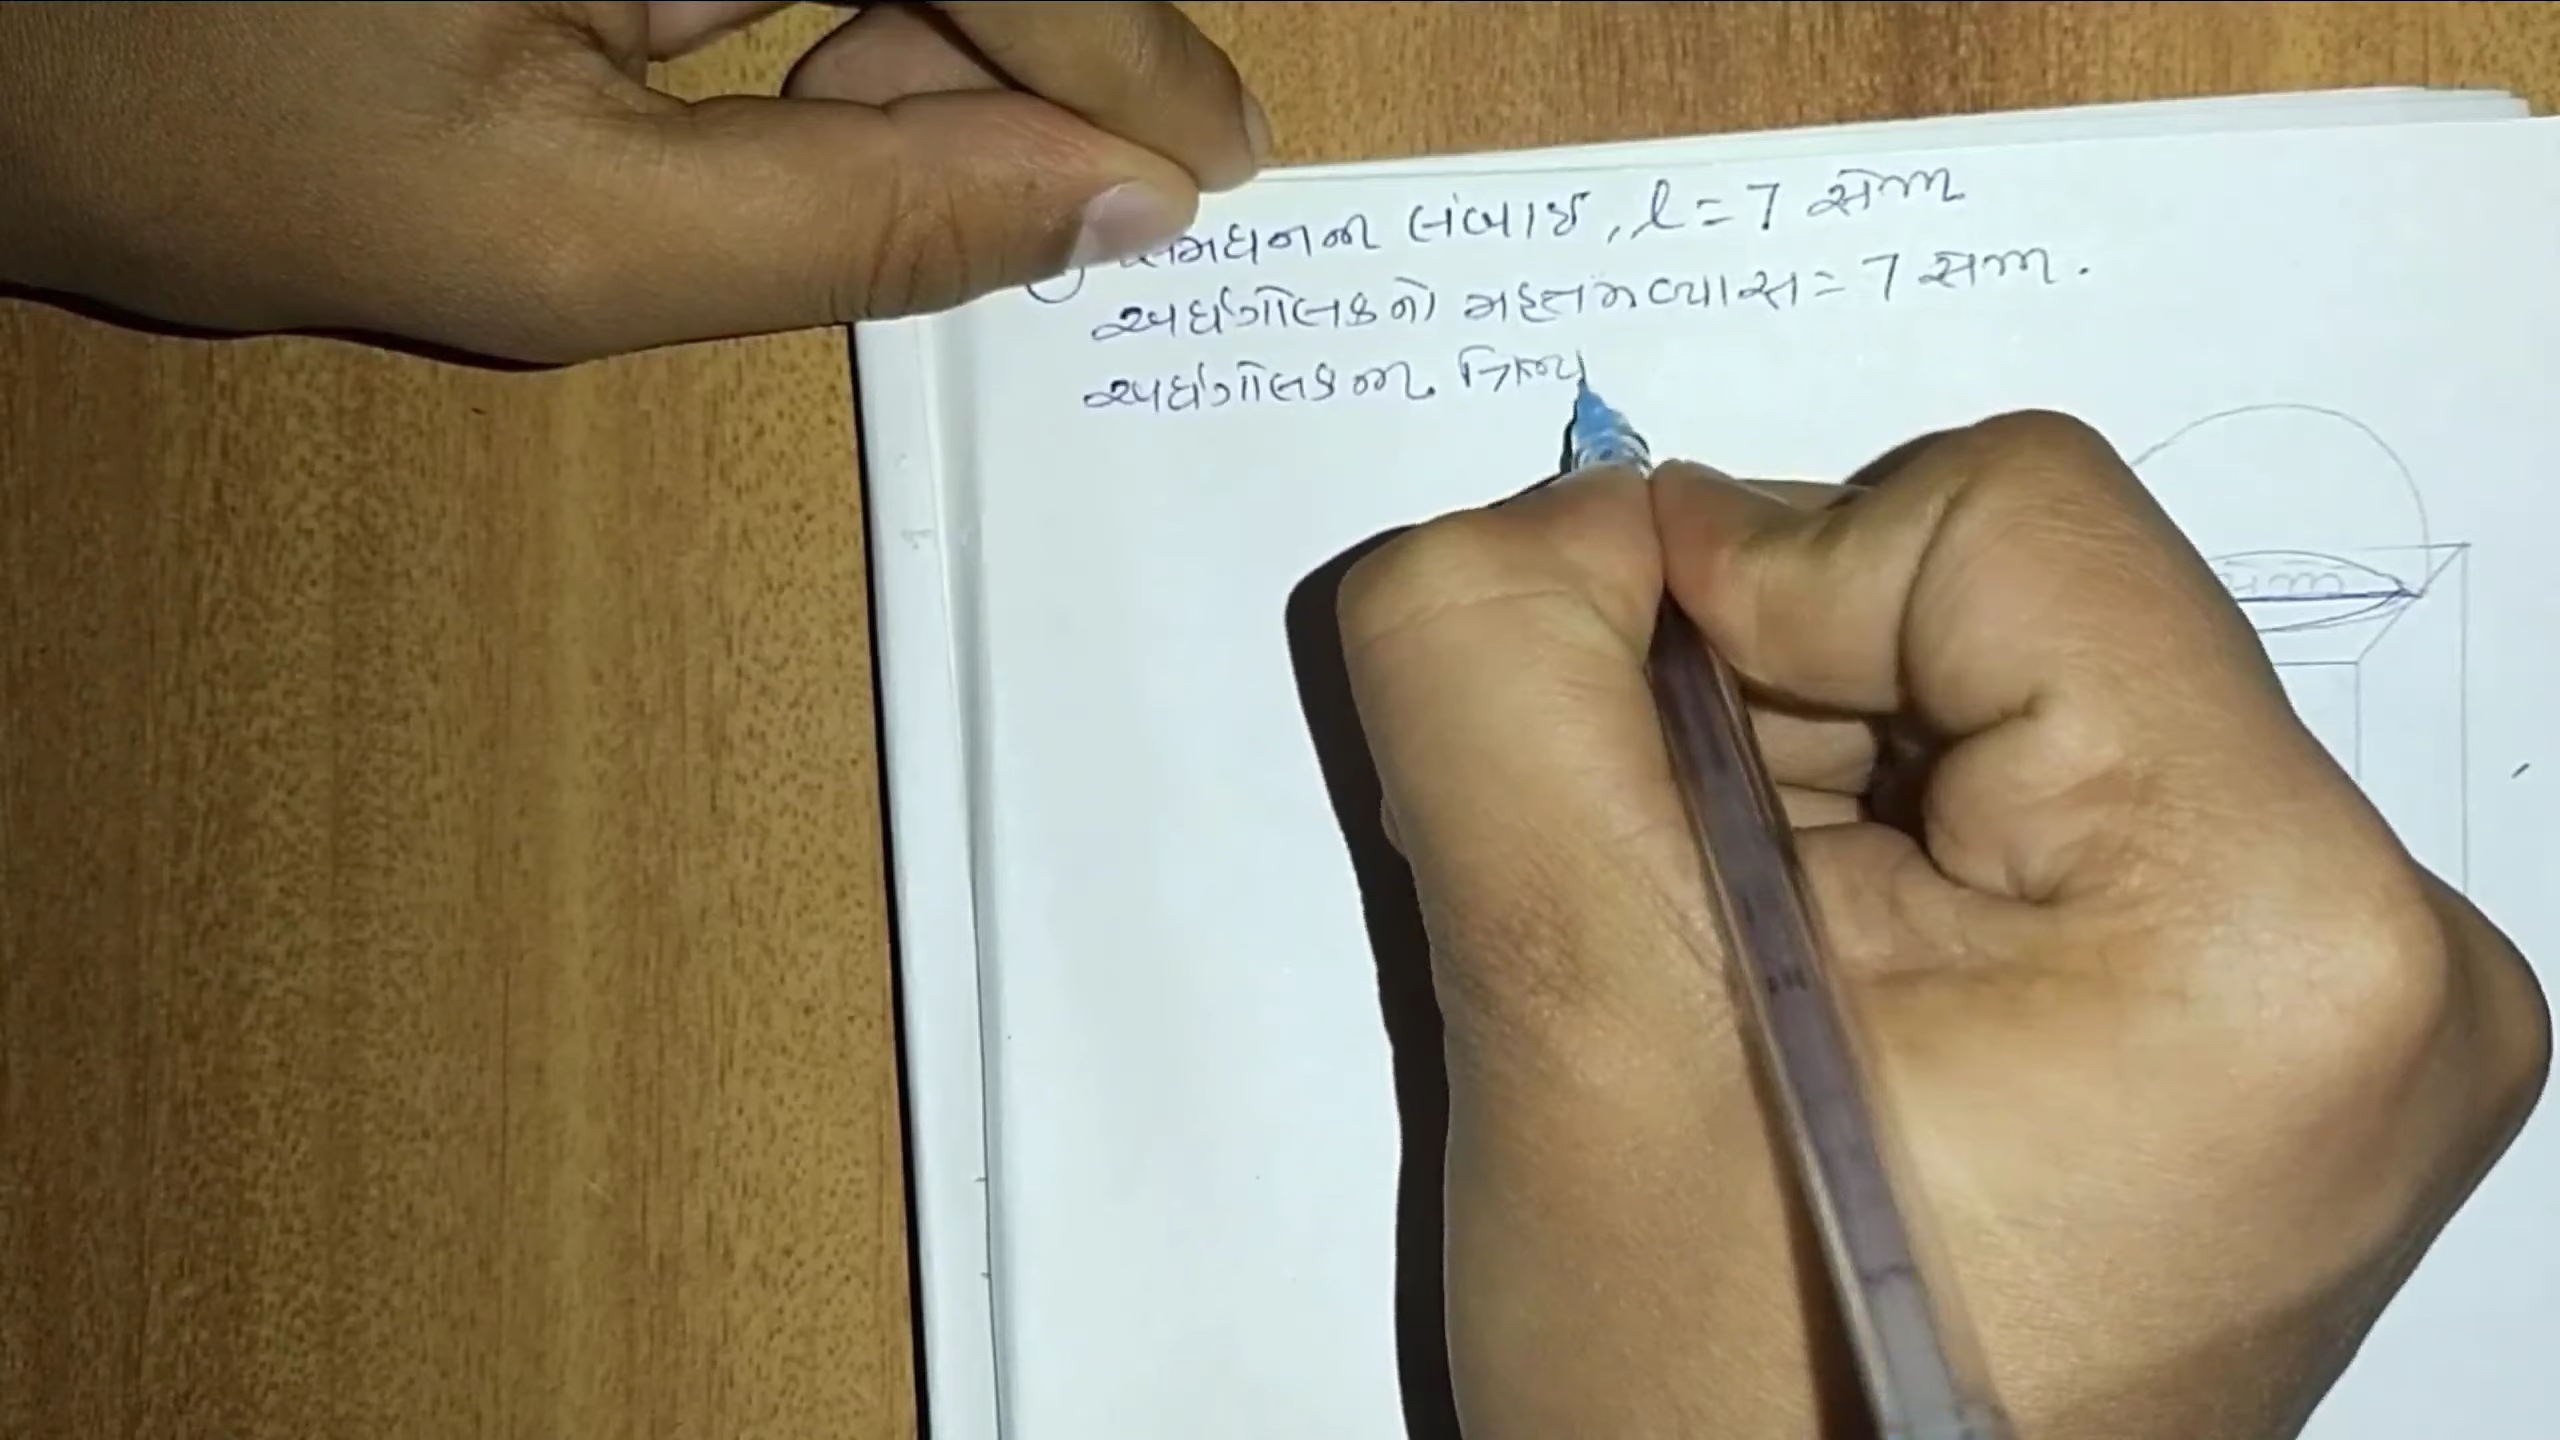 સમઘનની લંબાઈ, l = 7 સેમી
અર્ધગોલકનો મહત્તમ વ્યાસ = 7 સેમી.
અર્ધગોલકની ત્રિજ્યા
સેમી